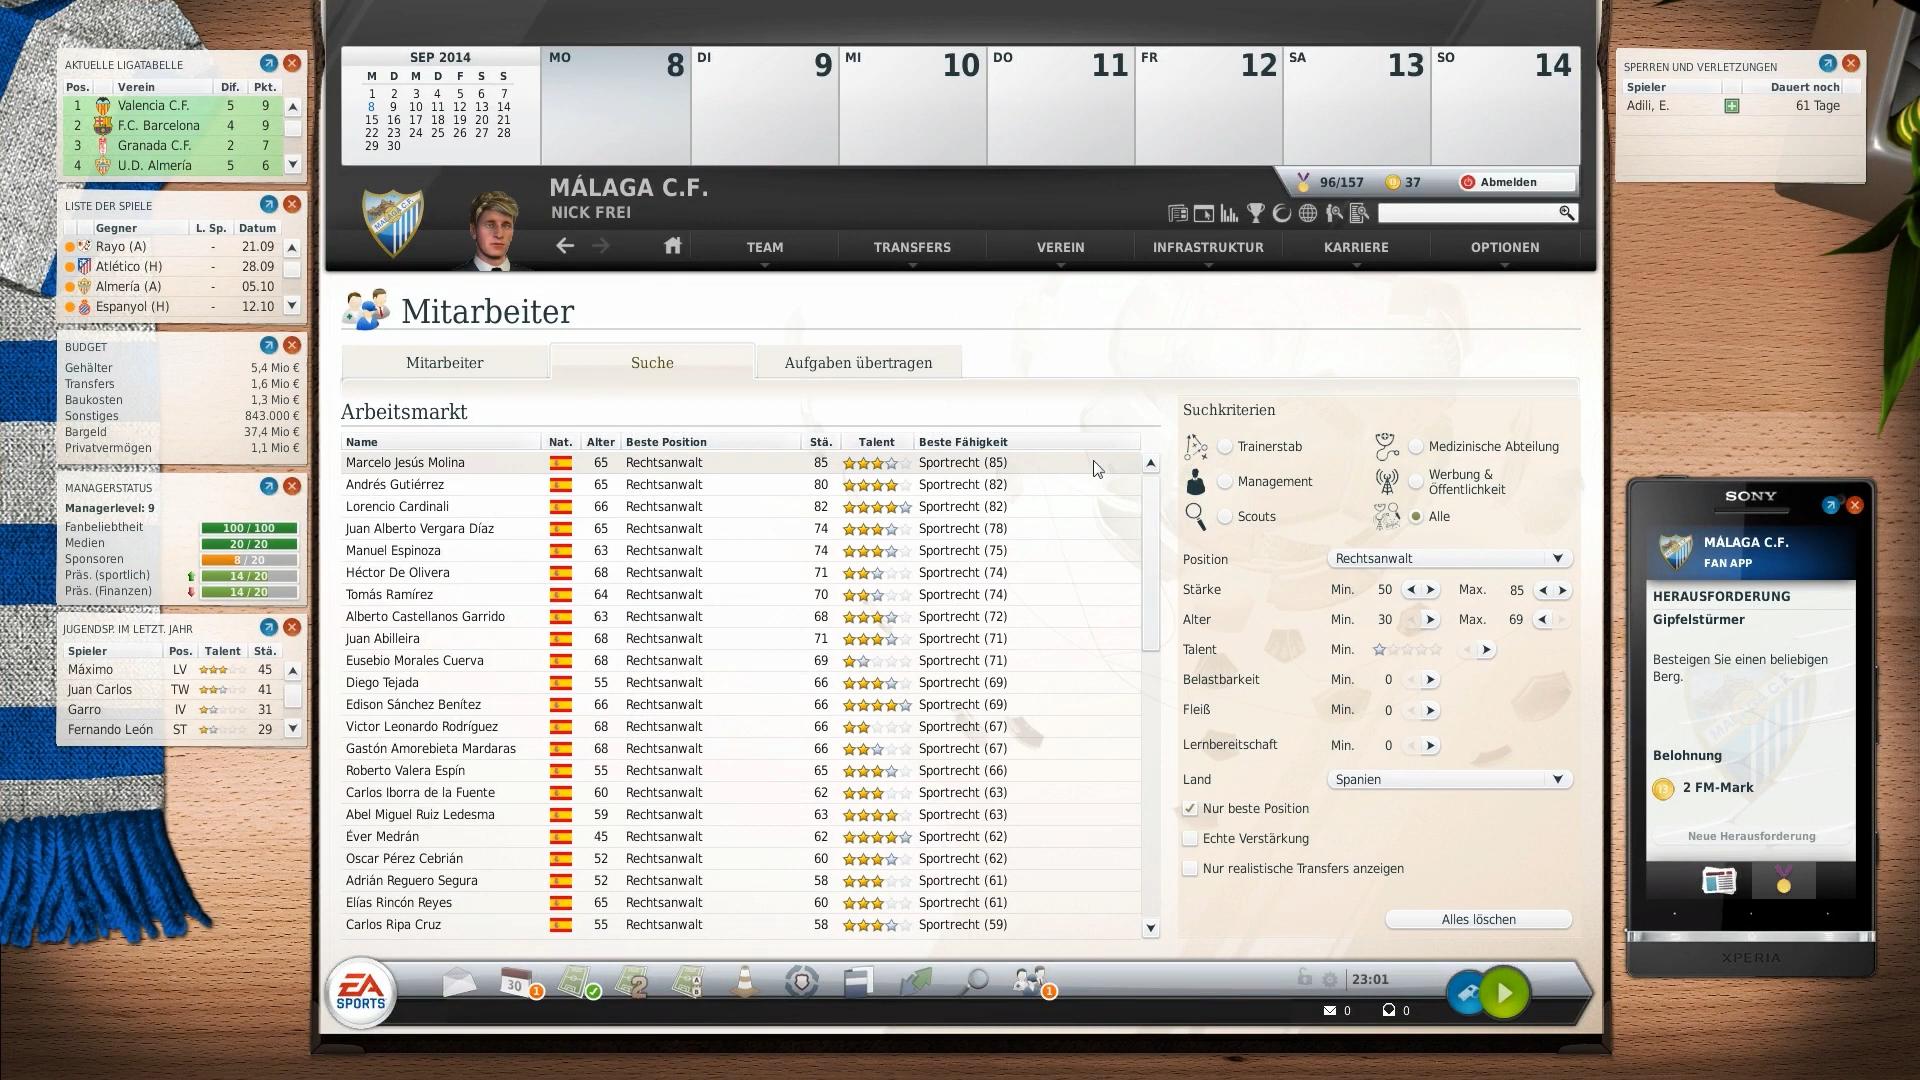 AKTUELLE LIGATABELLE
Pos. Verein Dif. Pkt.
1 Valencia C.F. 5 9
2 F.C. Barcelona 4 9
3 Granada C.F. 2 7
4 U.D. Almería 5 6
LISTE DER SPIELE
Gegner L. Sp. Datum
Rayo (A) - 21.09
Atlético (H) - 28.09
Almería (A) - 05.10
Espanyol (H) - 12.10
BUDGET
Gehälter 5,4 Mio €
Transfers 1,6 Mio €
Baukosten 1,3 Mio €
Sonstiges 843.000 €
Bargeld 37,4 Mio €
Privatvermögen 1,1 Mio €
MANAGERSTATUS
Managerlevel: 9
Fanbeliebtheit 100 / 100
Medien 20 / 20
Sponsoren 8 / 20
Präs. (sportlich) 14 / 20
Präs. (Finanzen) 14 / 20
JUGENDSP. IM LETZT. JAHR
Spieler Pos. Talent Stä.
Máximo LV 45
Juan Carlos TW 41
Garro IV 31
Fernando León ST 29
SEP 2014
M D M D F S S
1 2 3 4 5 6 7
8 9 10 11 12 13 14
15 16 17 18 19 20 21
22 23 24 25 26 27 28
29 30
MO 8 DI 9 MI 10 DO 11 FR 12 SA 13 SO 14
MÁLAGA C.F.
NICK FREI
96/157 37 Abmelden
TEAM TRANSFERS VEREIN INFRASTRUKTUR KARRIERE OPTIONEN
Mitarbeiter
Mitarbeiter Suche Aufgaben übertragen
Arbeitsmarkt
Name Nat. Alter Beste Position Stä. Talent Beste Fähigkeit
Marcelo Jesús Molina 65 Rechtsanwalt 85 Sportrecht (85)
Andrés Gutiérrez 65 Rechtsanwalt 80 Sportrecht (82)
Lorencio Cardinali 66 Rechtsanwalt 82 Sportrecht (82)
Juan Alberto Vergara Díaz 65 Rechtsanwalt 74 Sportrecht (78)
Manuel Espinoza 63 Rechtsanwalt 74 Sportrecht (75)
Héctor De Olivera 68 Rechtsanwalt 71 Sportrecht (74)
Tomás Ramírez 64 Rechtsanwalt 70 Sportrecht (74)
Alberto Castellanos Garrido 63 Rechtsanwalt 68 Sportrecht (72)
Juan Abilleira 68 Rechtsanwalt 71 Sportrecht (71)
Eusebio Morales Cuerva 68 Rechtsanwalt 69 Sportrecht (71)
Diego Tejada 55 Rechtsanwalt 66 Sportrecht (69)
Edison Sánchez Benítez 66 Rechtsanwalt 66 Sportrecht (69)
Victor Leonardo Rodríguez 68 Rechtsanwalt 66 Sportrecht (67)
Gastón Amorebieta Mardaras 68 Rechtsanwalt 66 Sportrecht (67)
Roberto Valera Espín 55 Rechtsanwalt 65 Sportrecht (66)
Carlos Iborra de la Fuente 60 Rechtsanwalt 62 Sportrecht (63)
Abel Miguel Ruiz Ledesma 59 Rechtsanwalt 63 Sportrecht (63)
Éver Medrán 45 Rechtsanwalt 62 Sportrecht (62)
Oscar Pérez Cebrián 52 Rechtsanwalt 60 Sportrecht (62)
Adrián Reguero Segura 52 Rechtsanwalt 58 Sportrecht (61)
Elías Rincón Reyes 65 Rechtsanwalt 60 Sportrecht (61)
Carlos Ripa Cruz 55 Rechtsanwalt 58 Sportrecht (59)
Suchkriterien
Trainerstab Medizinische Abteilung
Management Werbung &
Öffentlichkeit
Scouts Alle
Position Rechtsanwalt
Stärke Min. 50 Max. 85
Alter Min. 30 Max. 69
Talent Min.
Belastbarkeit Min. 0
Fleiß Min. 0
Lernbereitschaft Min. 0
Land Spanien
Nur beste Position
Echte Verstärkung
Nur realistische Transfers anzeigen
Alles löschen
EA
SPORTS
30 1 2 1
23:01
0 0
SPERREN UND VERLETZUNGEN
Spieler Dauert noch
Adili, E. 61 Tage
SONY
MÁLAGA C.F.
FAN APP
HERAUSFORDERUNG
Gipfelstürmer
Besteigen Sie einen beliebigen
Berg.
Belohnung
2 FM-Mark
Neue Herausforderung
XPERIA